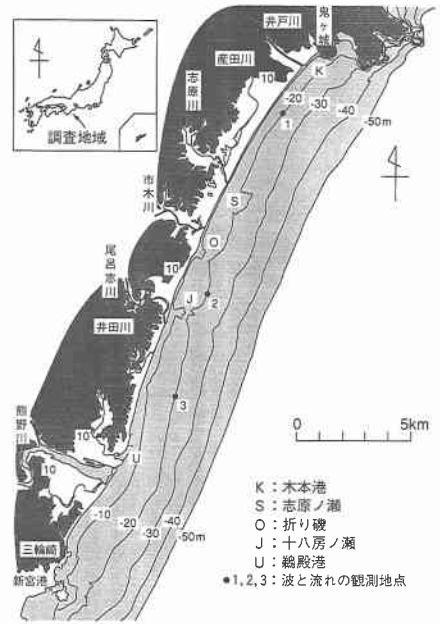 井戸川
鬼ヶ城
産田川
志原川
10
K
-20
-30
-40
-50m
1
調査地域
市木川
S
O
尾呂志川
10
J
2
井田川
3
熊野川
10
10
U
0 5km
-10
-20
-30
-40
-50m
三輪崎
新宮港
K：木本港
S：志原ノ瀬
O：折り磯
J：十八房ノ瀬
U：鵜殿港
●1,2,3：波と流れの観測地点